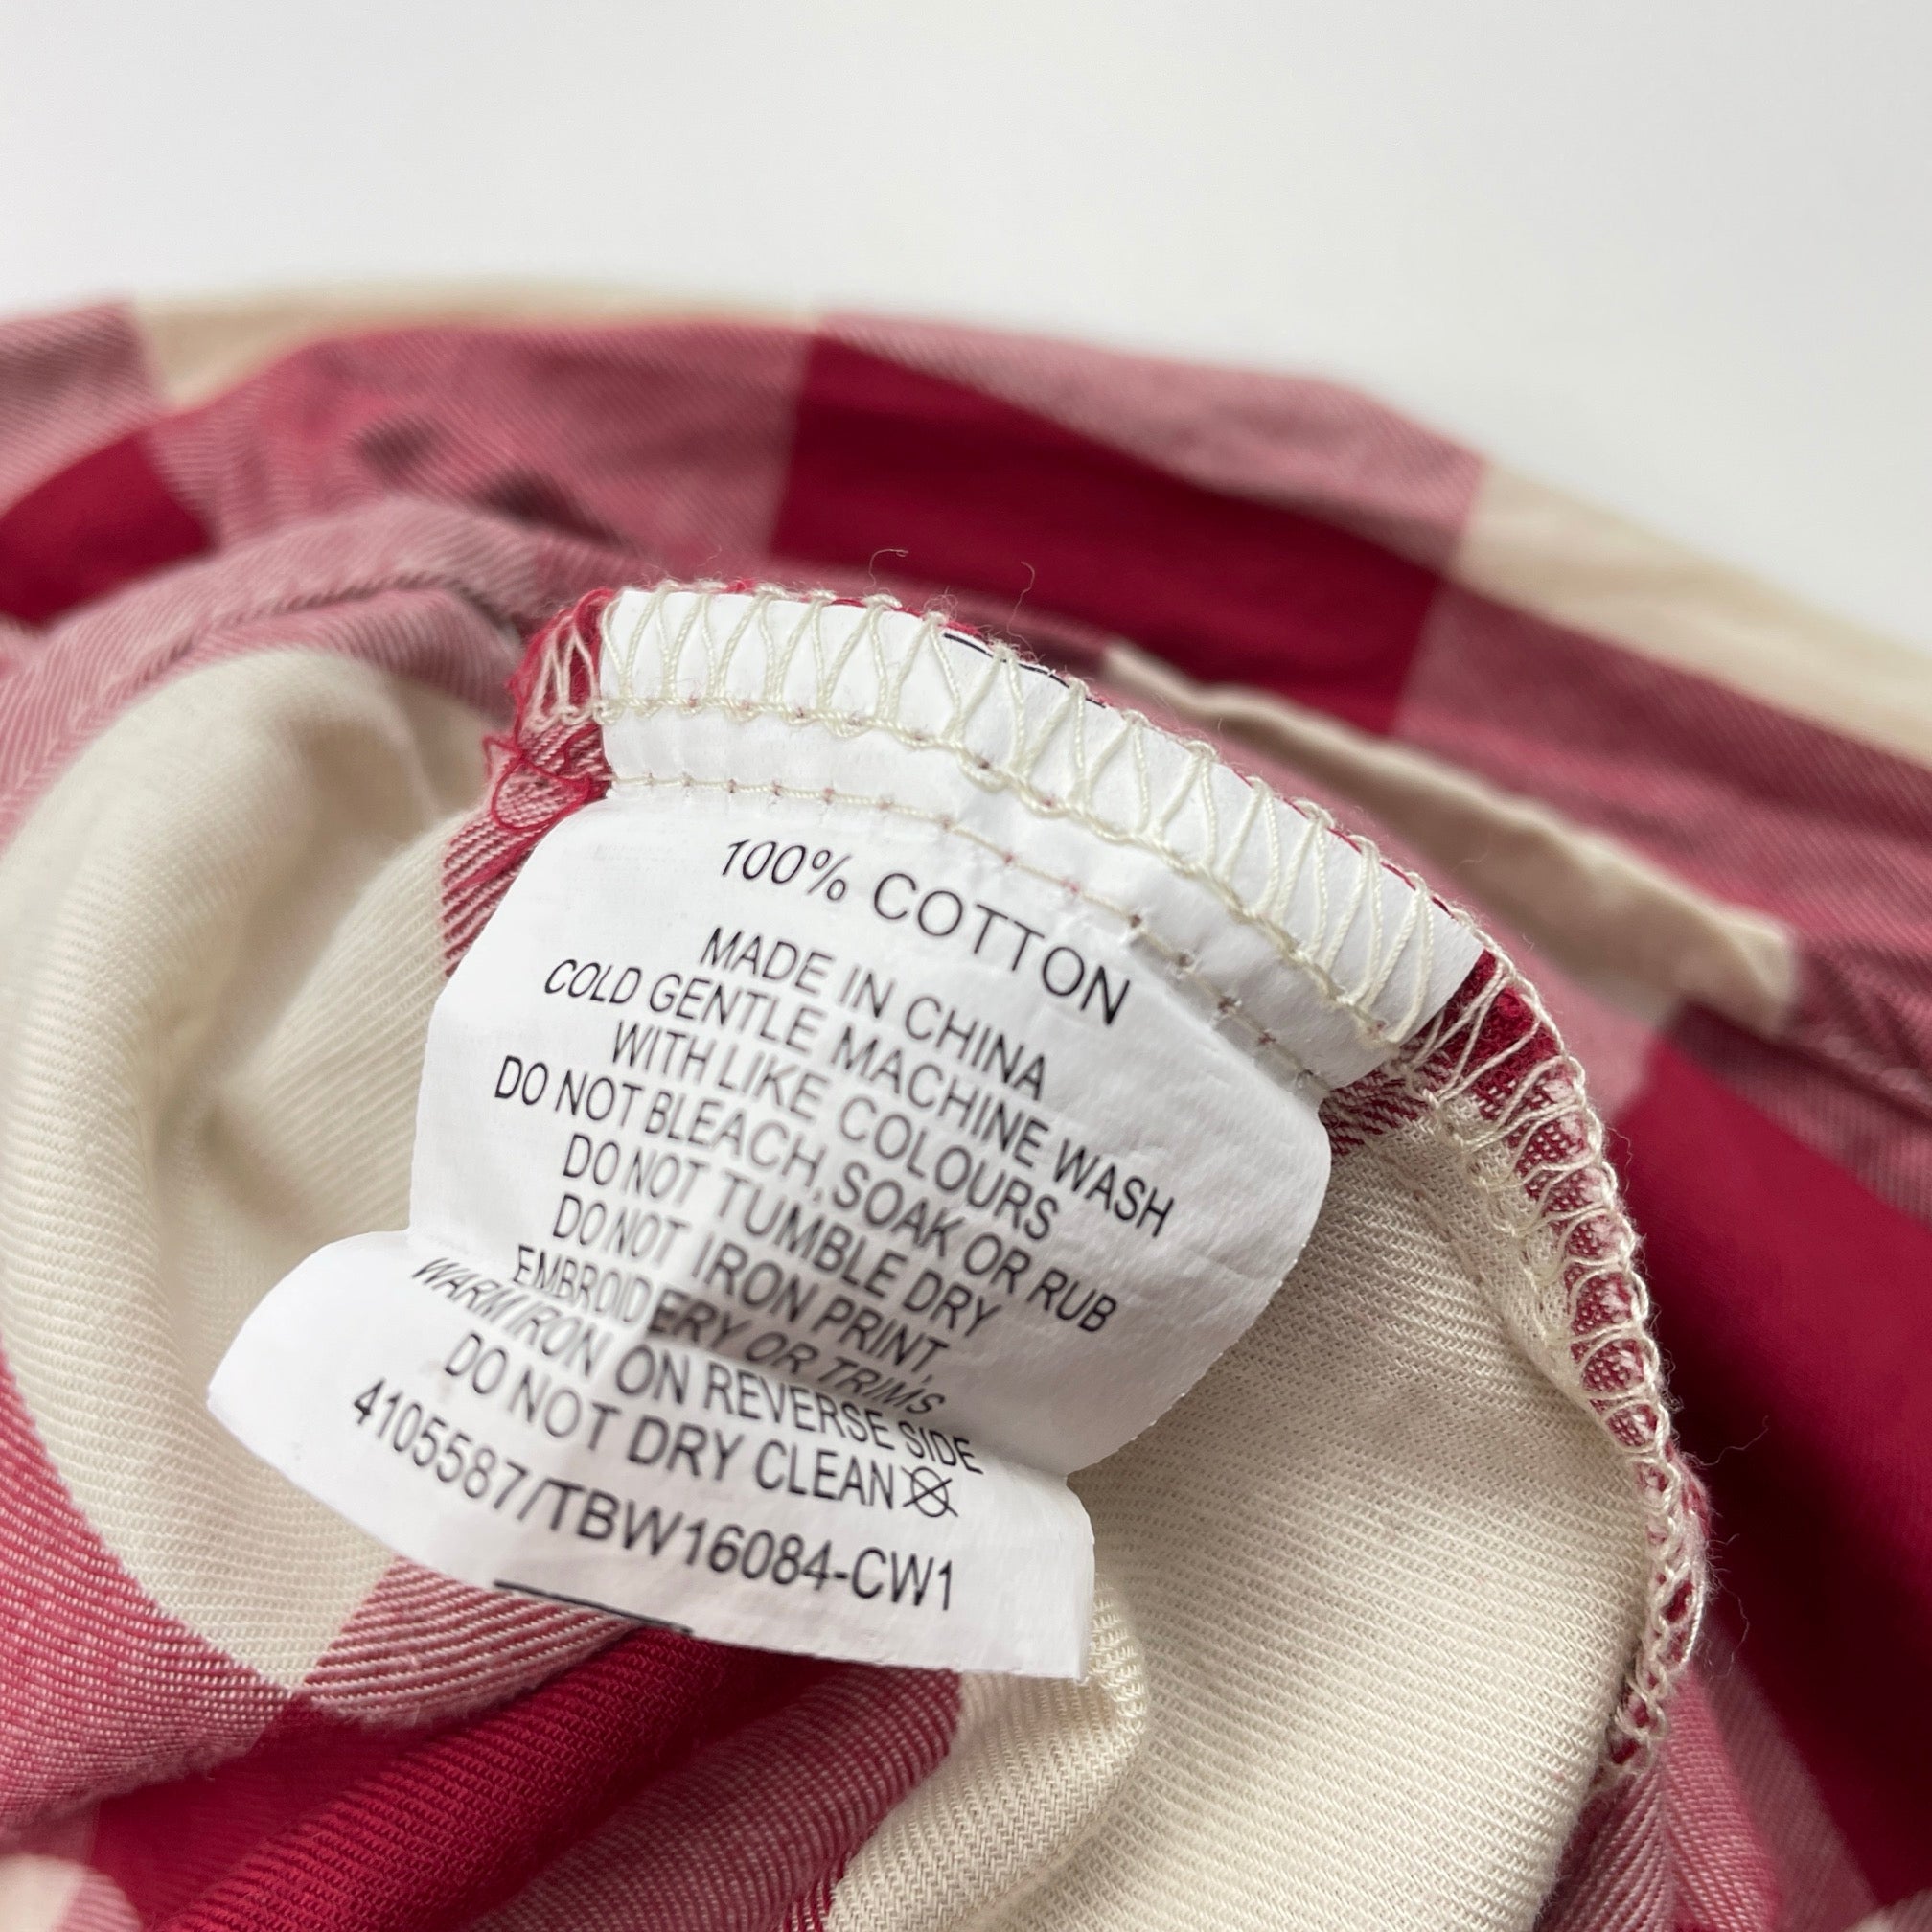 100% COTTON
MADE IN CHINA
COLD GENTLE MACHINE WASH
WITH LIKE COLOURS
DO NOT BLEACH, SOAK OR RUB
DO NOT TUMBLE DRY
DO NOT IRON PRINT,
EMBROIDERY OR TRIMS
WARM IRON ON REVERSE SIDE
DO NOT DRY CLEAN
4105587/TBW16084-CW1